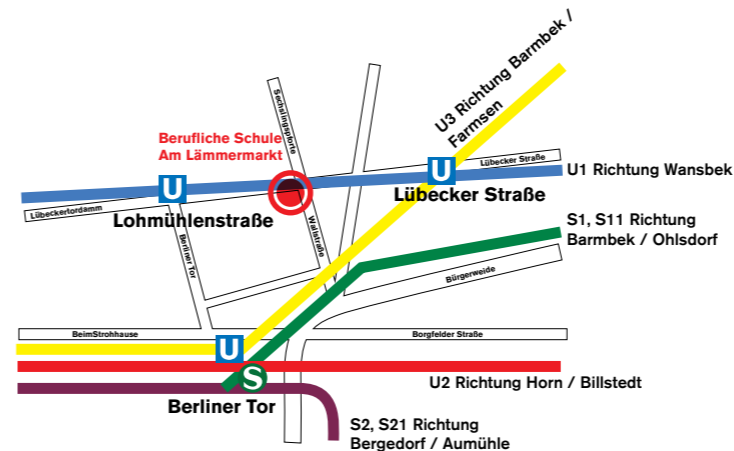 U3 Richtung Barmbek /
Farmsen
Sechslingspforte
Berufliche Schule
Am Lämmermarkt
Lübecker Straße
U
U
U1 Richtung Wansbek
Lübecker Straße
Lübeckertordamm
Lohmühlenstraße
Wallstraße
S1, S11 Richtung
Barmbek / Ohlsdorf
Berliner Tor
Bürgerweide
BeimStrohhause
Borgfelder Straße
U
S
U2 Richtung Horn / Billstedt
Berliner Tor
S2, S21 Richtung
Bergedorf / Aumühle